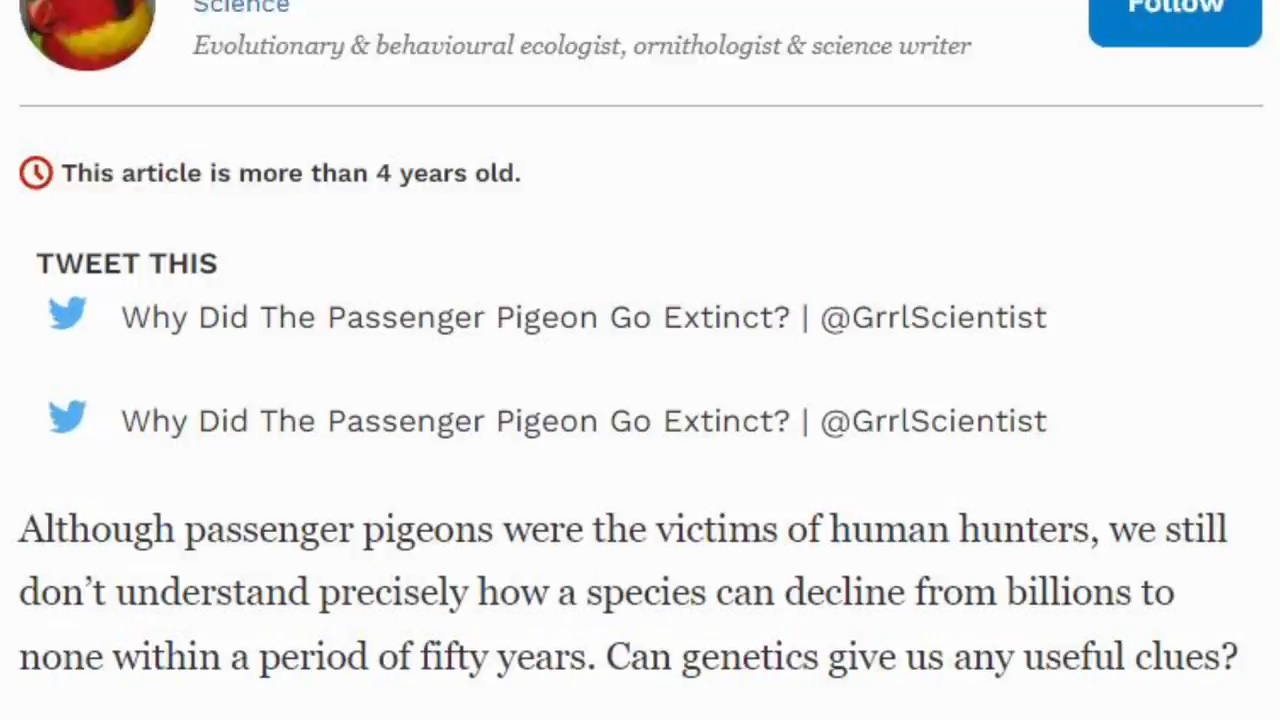 Science
Follow
Evolutionary & behavioural ecologist, ornithologist & science writer
This article is more than 4 years old.
TWEET THIS
Why Did The Passenger Pigeon Go Extinct? | @GrrlScientist
Why Did The Passenger Pigeon Go Extinct? | @GrrlScientist
Although passenger pigeons were the victims of human hunters, we still
don’t understand precisely how a species can decline from billions to
none within a period of fifty years. Can genetics give us any useful clues?